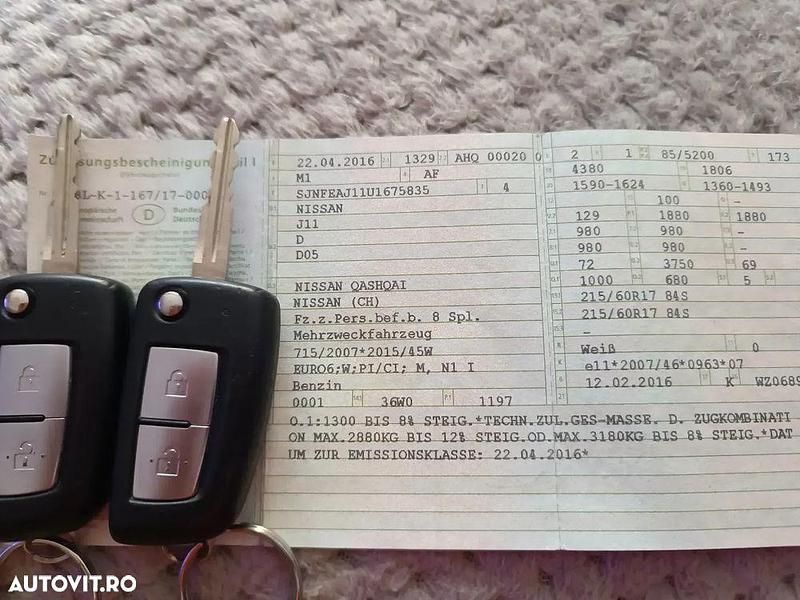 Zu sungsbescheinigun il I
6L-K-1-167/17-000
D
22.04.2016 1329 AHQ 00020 0
M1 AF
SJNFEAJ11U1675835 4
NISSAN
J11
D
D05
NISSAN QASHQAI
NISSAN (CH)
Fz.z.Pers.bef.b. 8 Spl.
Mehrzweckfahrzeug
715/2007*2015/45W
EURO6;W;PI/CI; M, N1 I
Benzin
0001 36W0 1197
2 1 85/5200 173
4380 1806
1590-1624 1360-1493
100 -
129 1880 1880
980 980 -
980 980 -
72 3750 69
1000 680 5
215/60R17 84S
215/60R17 84S
-
Weiß 0
e11*2007/46*0963*07
12.02.2016 K WZ0689
O.1:1300 BIS 8% STEIG.*TECHN.ZUL.GES-MASSE. D. ZUGKOMBINATI
ON MAX.2880KG BIS 12% STEIG.OD.MAX.3180KG BIS 8% STEIG.*DAT
UM ZUR EMISSIONSKLASSE: 22.04.2016*
AUTOVIT.RO